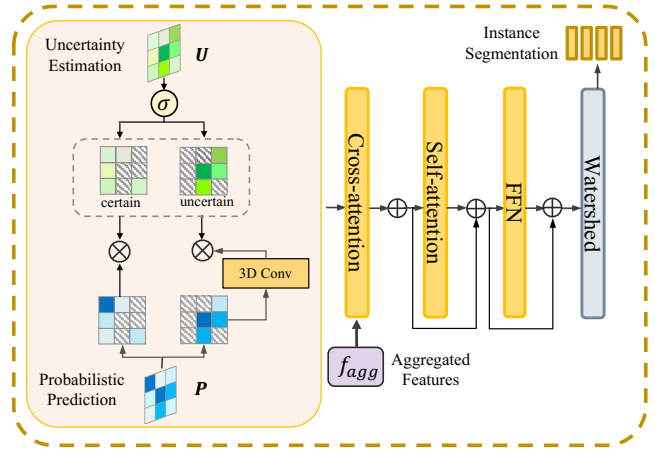 Uncertainty
Estimation
U
σ
certain
uncertain
3D Conv
Probabilistic
Prediction
P
Cross-attention
Self-attention
FFN
Watershed
Instance
Segmentation
f_agg
Aggregated
Features